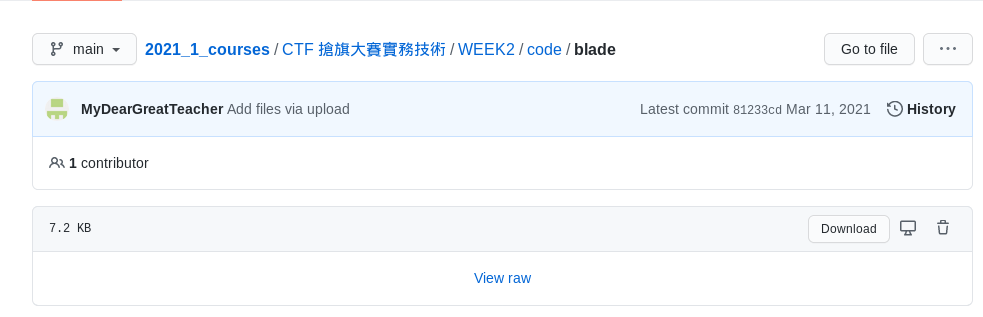 main 2021_1_courses / CTF 搶旗大賽實務技術 / WEEK2 / code / blade Go to file ...
MyDearGreatTeacher Add files via upload Latest commit 81233cd Mar 11, 2021 History
1 contributor
7.2 KB Download
View raw